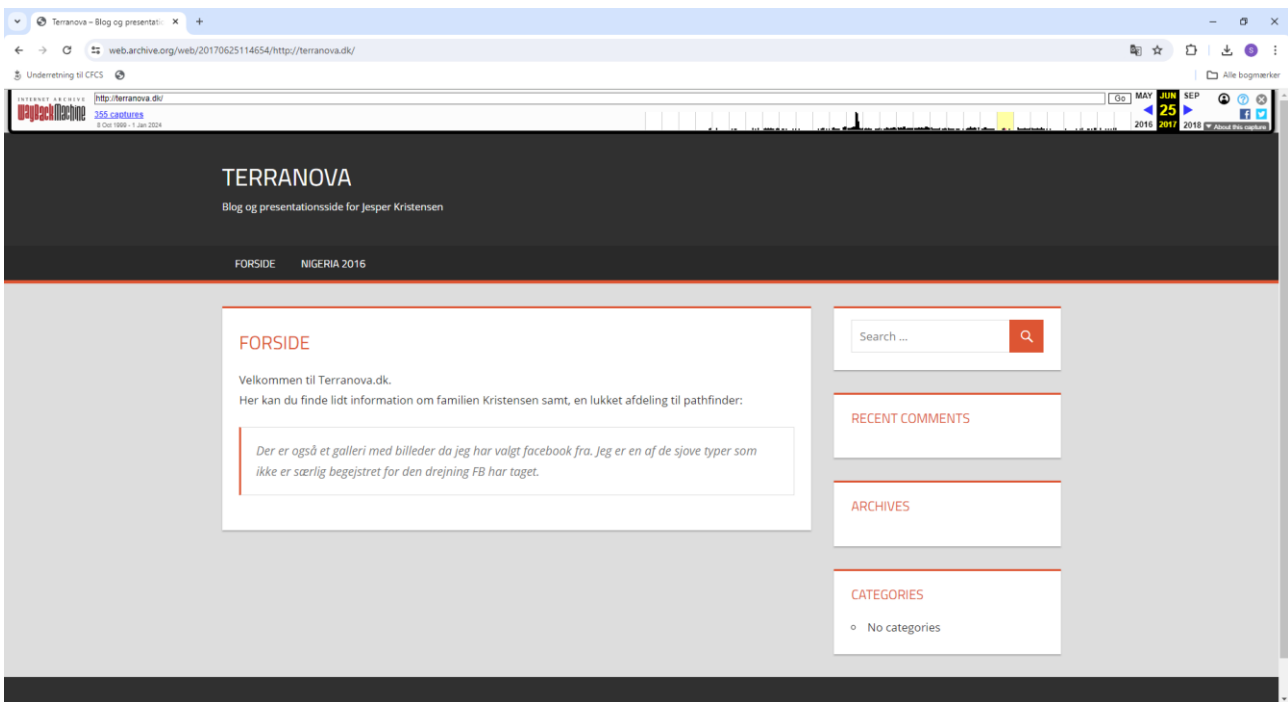 Terranova – Blog og presentati
web.archive.org/web/20170625114654/http://terranova.dk/
S
Underretning til CFCS
Alle bogmærker
INTERNET ARCHIVE
WayBackMachine
http://terranova.dk/
Go
MAY JUN SEP
355 captures
25
8 Oct 1999 - 1 Jan 2024
2016 2017 2018
About this capture
TERRANOVA
Blog og presentationsside for Jesper Kristensen
FORSIDE NIGERIA 2016
FORSIDE
Velkommen til Terranova.dk.
Her kan du finde lidt information om familien Kristensen samt, en lukket afdeling til pathfinder:
Der er også et galleri med billeder da jeg har valgt facebook fra. Jeg er en af de sjove typer som
ikke er særlig begejstret for den drejning FB har taget.
Search ...
RECENT COMMENTS
ARCHIVES
CATEGORIES
No categories